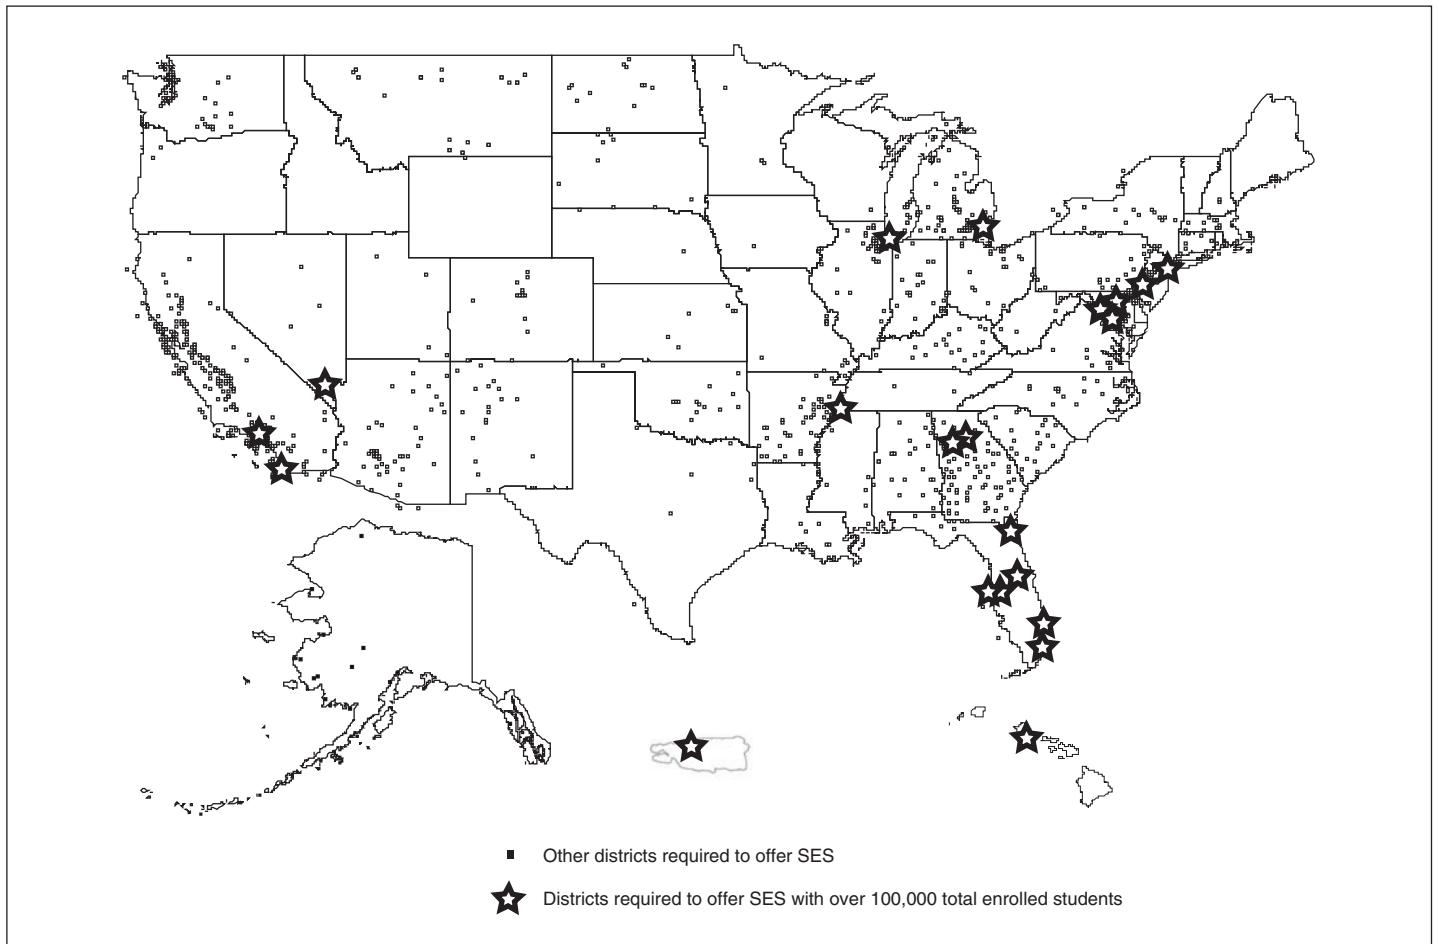 Other districts required to offer SES
Districts required to offer SES with over 100,000 total enrolled students